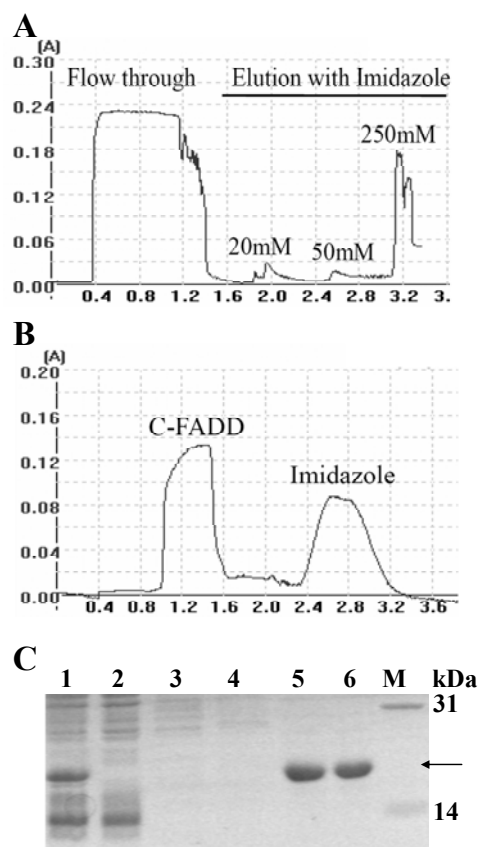 A
(A)
0.30
Flow through Elution with Imidazole
0.24
250mM
0.18
0.12
0.06
20mM 50mM
0.00
0.4 0.8 1.2 1.6 2.0 2.4 2.8 3.2 3.
B
(A)
0.20
0.16
C-FADD
0.12
Imidazole
0.08
0.04
0.00
0.4 0.8 1.2 1.6 2.0 2.4 2.8 3.2 3.6
C
1 2 3 4 5 6 M kDa
31
14